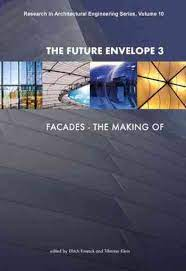 Research in Architectural Engineering Series, Volume 10
THE FUTURE ENVELOPE 3
FACADES - THE MAKING OF
edited by Ulrich Knaack and Tillmann Klein